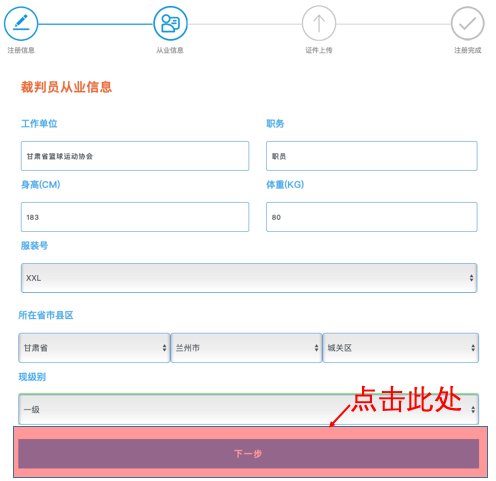 注册信息 从业信息 证件上传 注册完成
裁判员从业信息
工作单位 职务
甘肃省篮球运动协会 职员
身高(CM) 体重(KG)
183 80
服装号
XXL
所在省市县区
甘肃省 兰州市 城关区
现级别
点击此处
一级
下一步